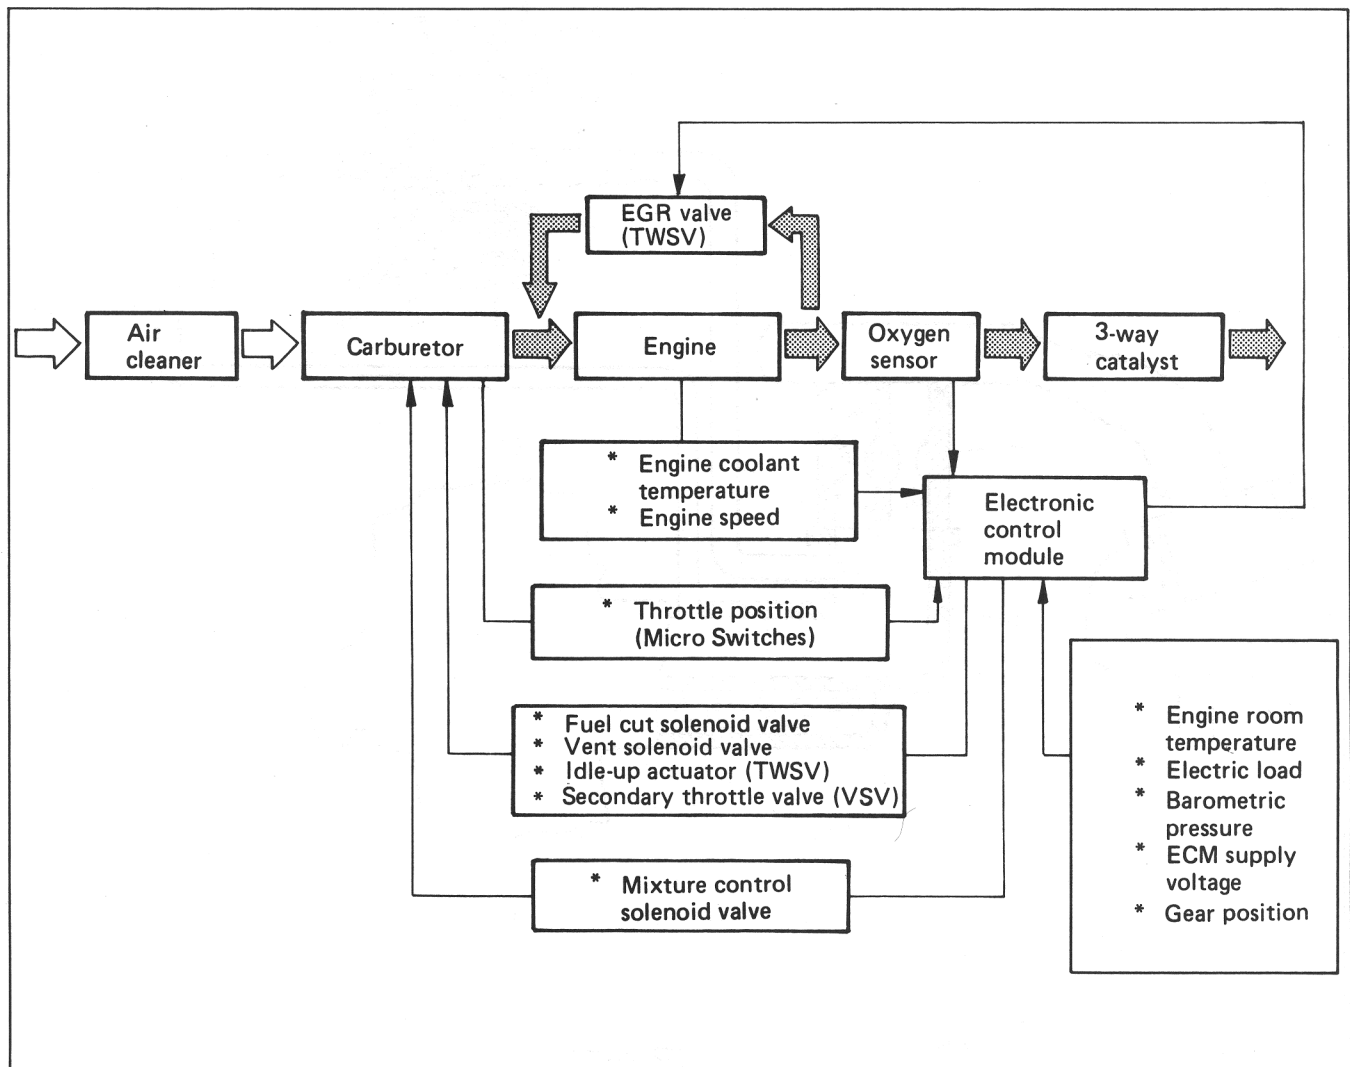 EGR valve
(TWSV)
Air
cleaner
Carburetor
Engine
Oxygen
sensor
3-way
catalyst
* Engine coolant
temperature
* Engine speed
Electronic
control
module
* Throttle position
(Micro Switches)
* Fuel cut solenoid valve
* Vent solenoid valve
* Idle-up actuator (TWSV)
* Secondary throttle valve (VSV)
* Mixture control
solenoid valve
* Engine room
temperature
* Electric load
* Barometric
pressure
* ECM supply
voltage
* Gear position